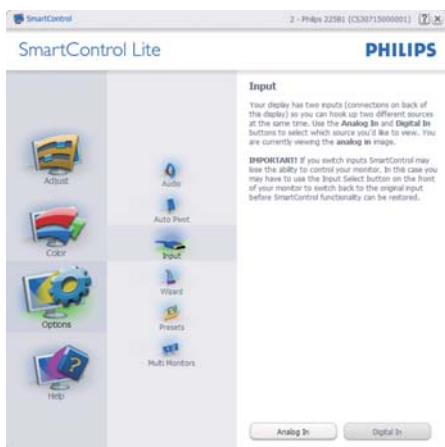 SmartControl
2 - Philips 225B1 (CS30715000001)
SmartControl Lite
PHILIPS
Adjust
Color
Options
Help
Audio
Auto Pivot
Input
Wizard
Presets
Multi Monitors
Input
Your display has two inputs (connections on back of
the display) so you can hook up two different sources
at the same time. Use the Analog In and Digital In
buttons to select which source you'd like to view. You
are currently viewing the analog in image.
IMPORTANT! If you switch inputs SmartControl may
lose the ability to control your monitor. In this case you
may have to use the Input Select button on the front
of your monitor to switch back to the original input
before SmartControl functionality can be restored.
Analog In
Digital In